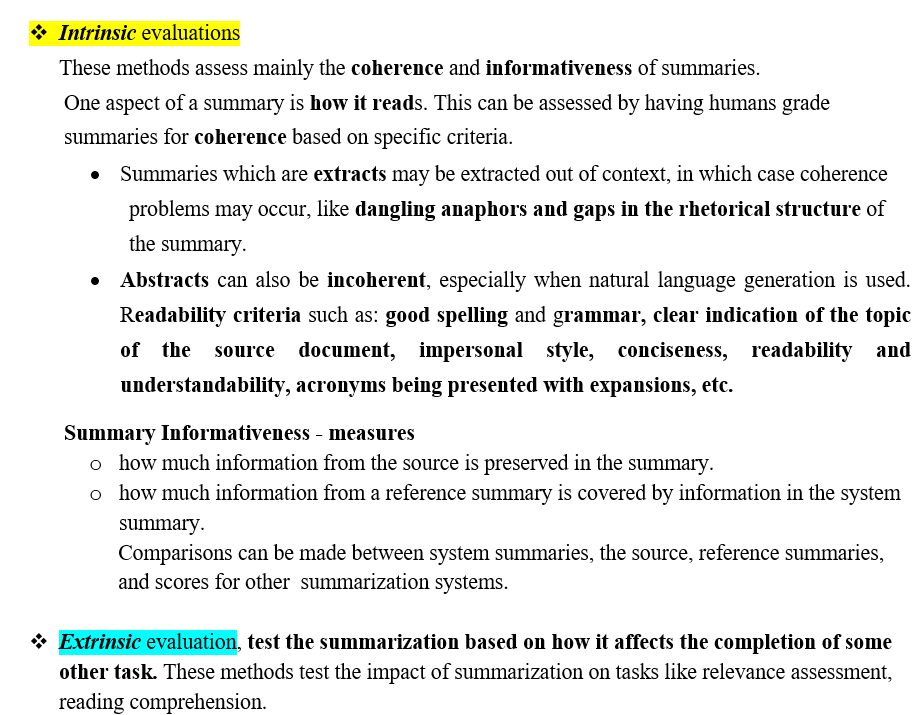 ❖ Intrinsic evaluations
These methods assess mainly the coherence and informativeness of summaries.
One aspect of a summary is how it reads. This can be assessed by having humans grade
summaries for coherence based on specific criteria.
• Summaries which are extracts may be extracted out of context, in which case coherence
problems may occur, like dangling anaphors and gaps in the rhetorical structure of
the summary.
• Abstracts can also be incoherent, especially when natural language generation is used.
Readability criteria such as: good spelling and grammar, clear indication of the topic
of the source document, impersonal style, conciseness, readability and
understandability, acronyms being presented with expansions, etc.
Summary Informativeness - measures
o how much information from the source is preserved in the summary.
o how much information from a reference summary is covered by information in the system
summary.
Comparisons can be made between system summaries, the source, reference summaries,
and scores for other summarization systems.
❖ Extrinsic evaluation, test the summarization based on how it affects the completion of some
other task. These methods test the impact of summarization on tasks like relevance assessment,
reading comprehension.